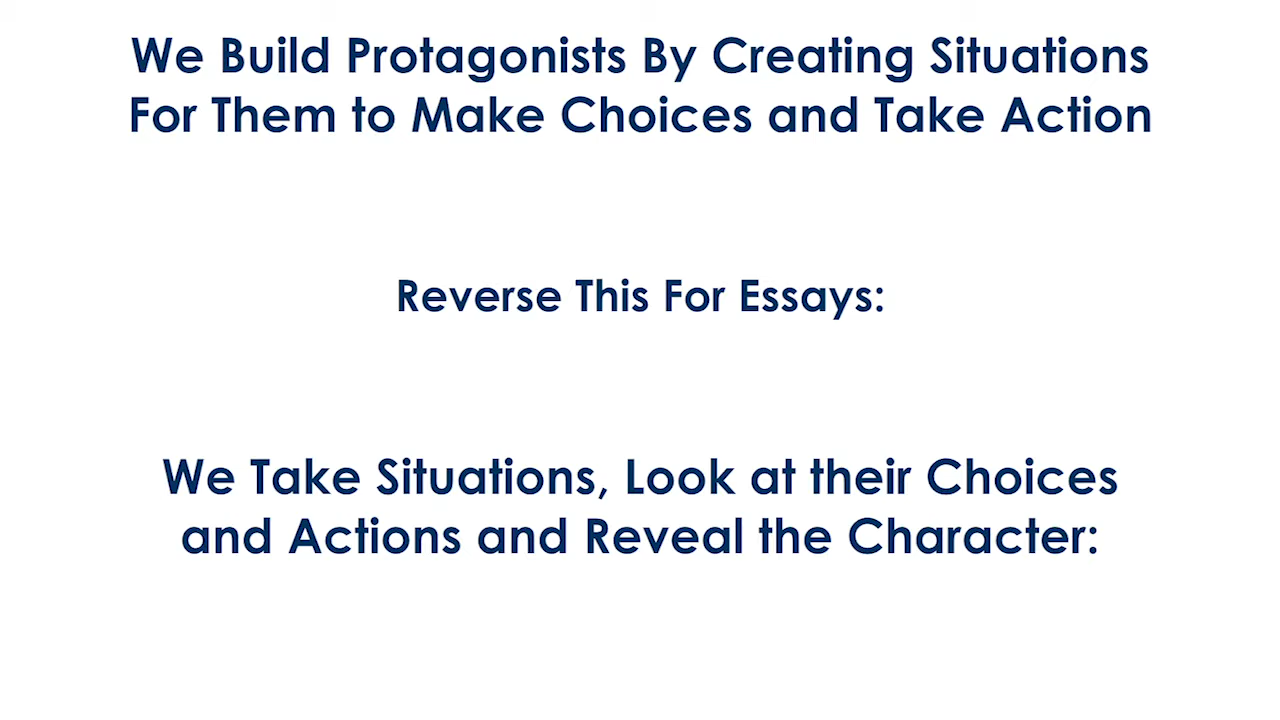 We Build Protagonists By Creating Situations
For Them to Make Choices and Take Action
Reverse This For Essays:
We Take Situations, Look at their Choices
and Actions and Reveal the Character: